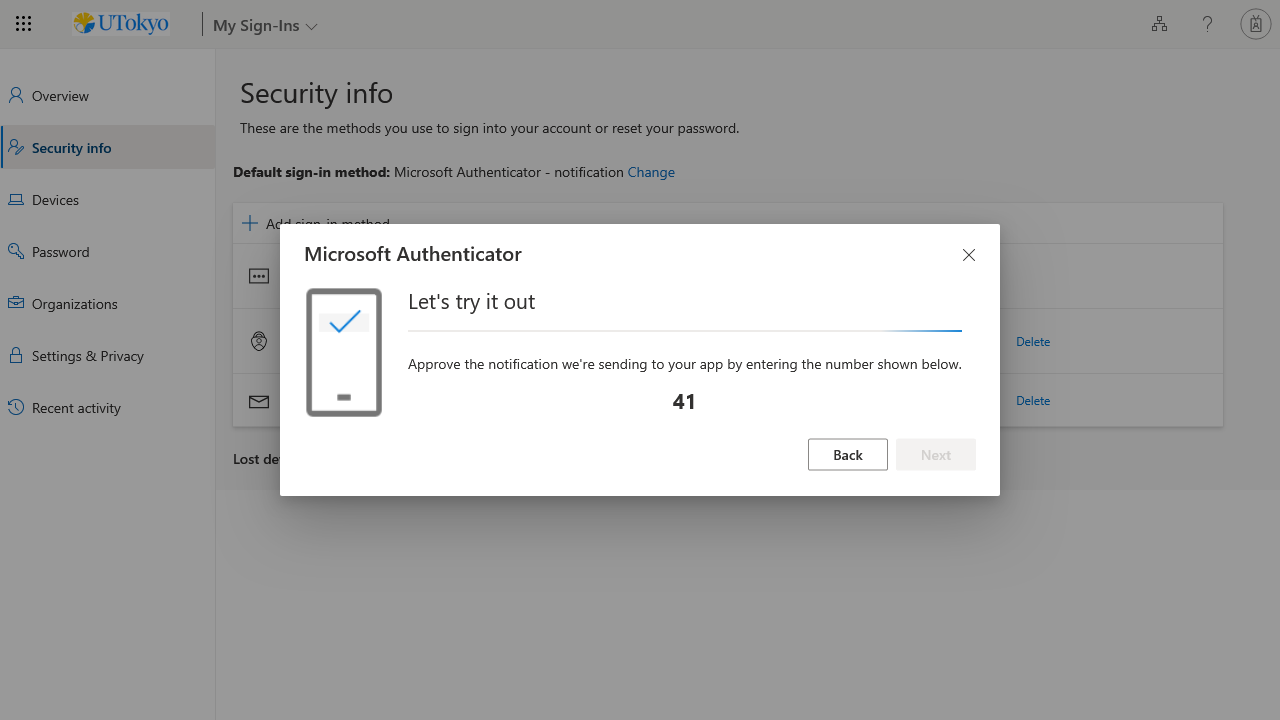 UTokyo
My Sign-Ins
Overview
Security info
Devices
Password
Organizations
Settings & Privacy
Recent activity
Security info
These are the methods you use to sign into your account or reset your password.
Default sign-in method: Microsoft Authenticator - notification Change
Add sign-in method
Delete
Delete
Lost
Microsoft Authenticator
Let's try it out
Approve the notification we're sending to your app by entering the number shown below.
41
Back
Next